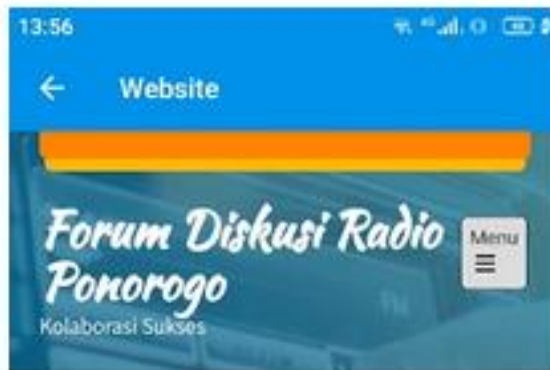 13:56
Website
Forum Diskusi Radio
Ponorogo
Menu
Kolaborasi Sukses